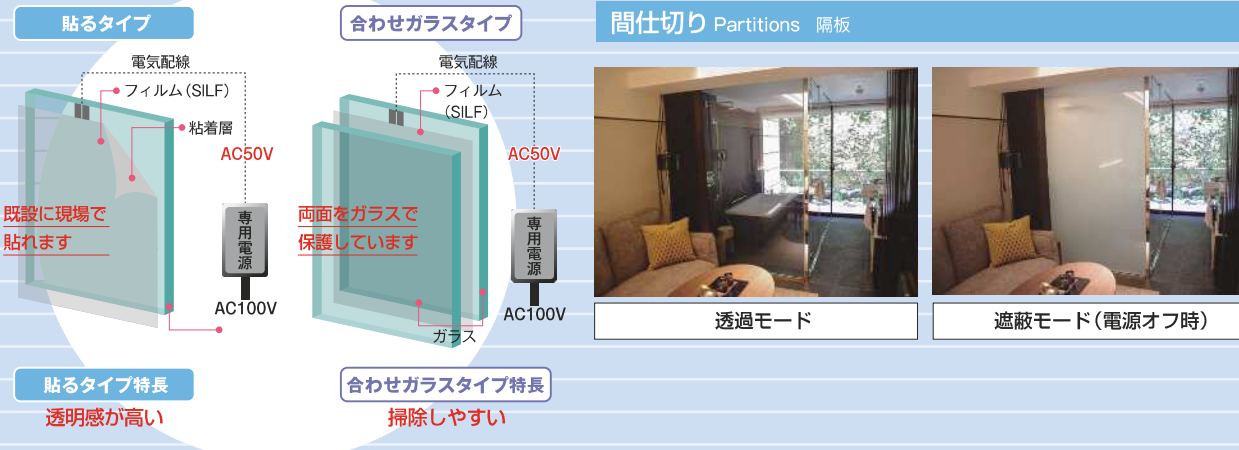 貼るタイプ
電気配線
フィルム(SILF)
粘着層
AC50V
既設に現場で
貼れます
専用電源
AC100V
貼るタイプ特長
透明感が高い
合わせガラスタイプ
電気配線
フィルム
(SILF)
AC50V
両面をガラスで
保護しています
専用電源
AC100V
ガラス
合わせガラスタイプ特長
掃除しやすい
間仕切り Partitions 隔板
透過モード
遮蔽モード(電源オフ時)